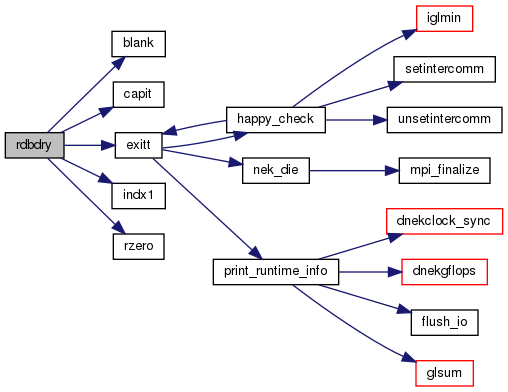 rdbdry
blank
capit
exitt
indx1
rzero
happy_check
nek_die
print_runtime_info
iglmin
setintercomm
unsetintercomm
mpi_finalize
dnekclock_sync
dnekgflops
flush_io
glsum